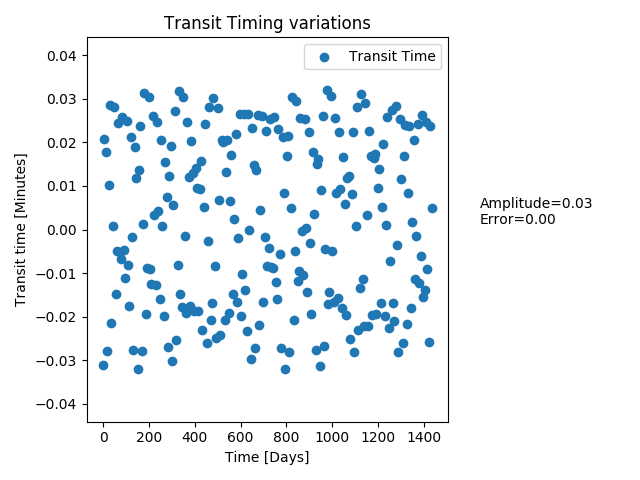 Transit Timing variations
Transit Time
0.04
0.03
0.02
0.01
0.00
−0.01
−0.02
−0.03
−0.04
Transit time [Minutes]
0 200 400 600 800 1000 1200 1400
Time [Days]
Amplitude=0.03
Error=0.00